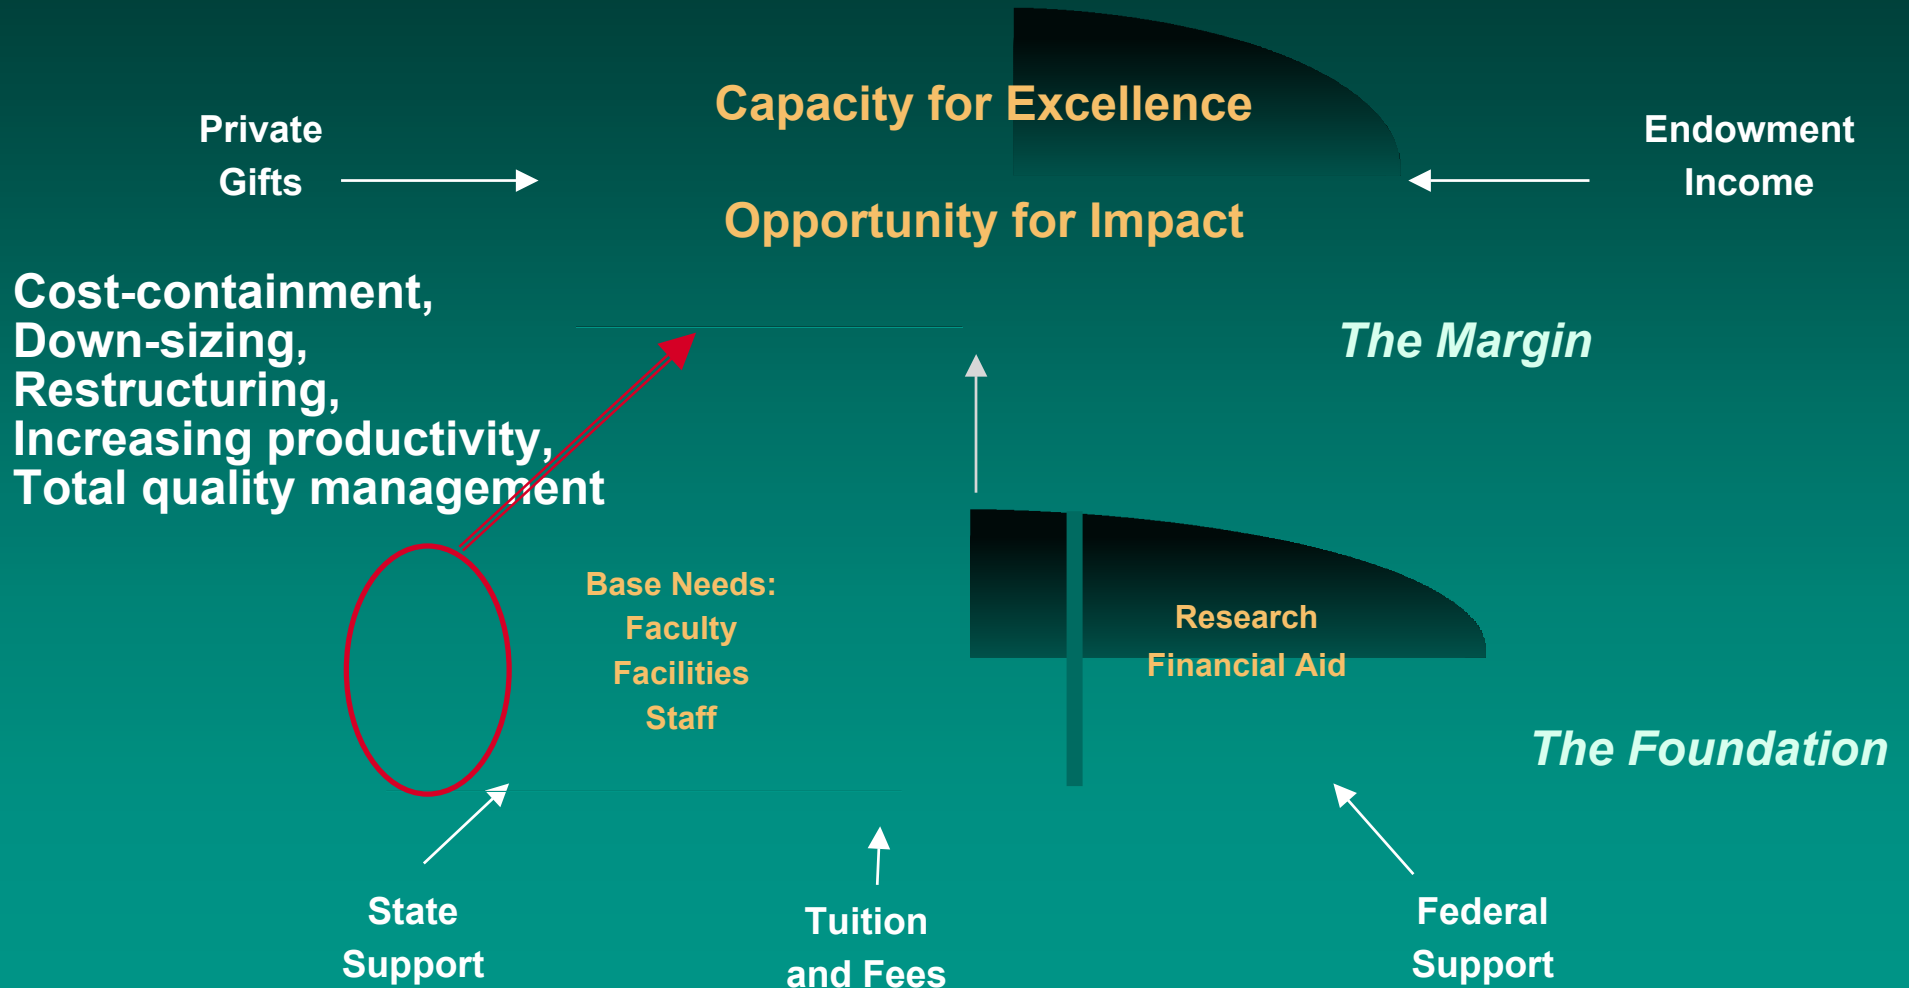 Capacity for Excellence
Private
Gifts
Endowment
Income
Opportunity for Impact
Cost-containment,
Down-sizing,
Restructuring,
Increasing productivity,
Total quality management
The Margin
Base Needs:
Faculty
Facilities
Staff
Research
Financial Aid
The Foundation
State
Support
Tuition
and Fees
Federal
Support